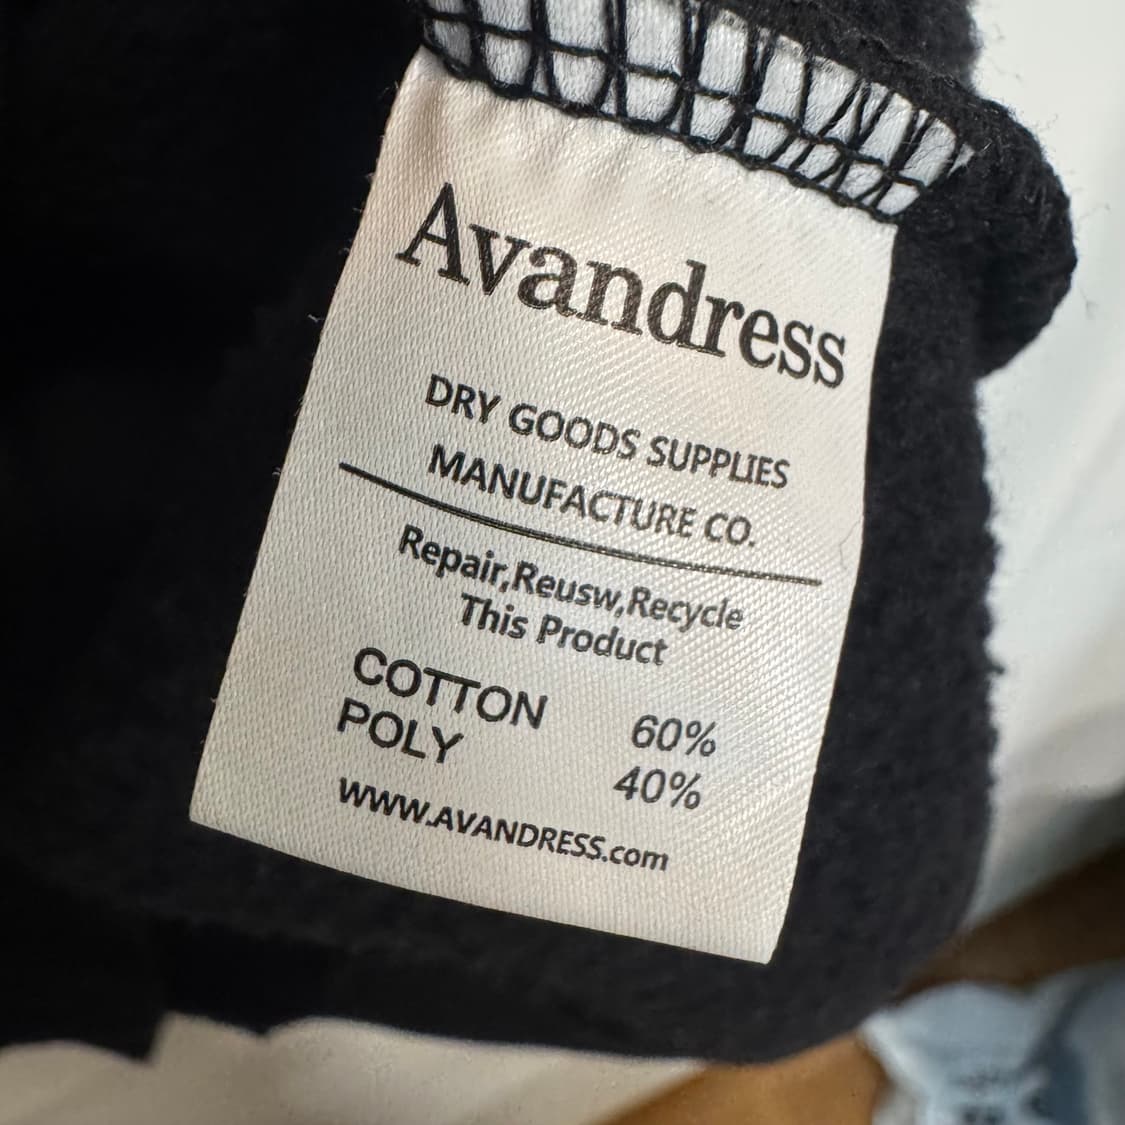 Avandress
DRY GOODS SUPPLIES
MANUFACTURE CO.
Repair,Reusw,Recycle
This Product
COTTON 60%
POLY 40%
WWW.AVANDRESS.com